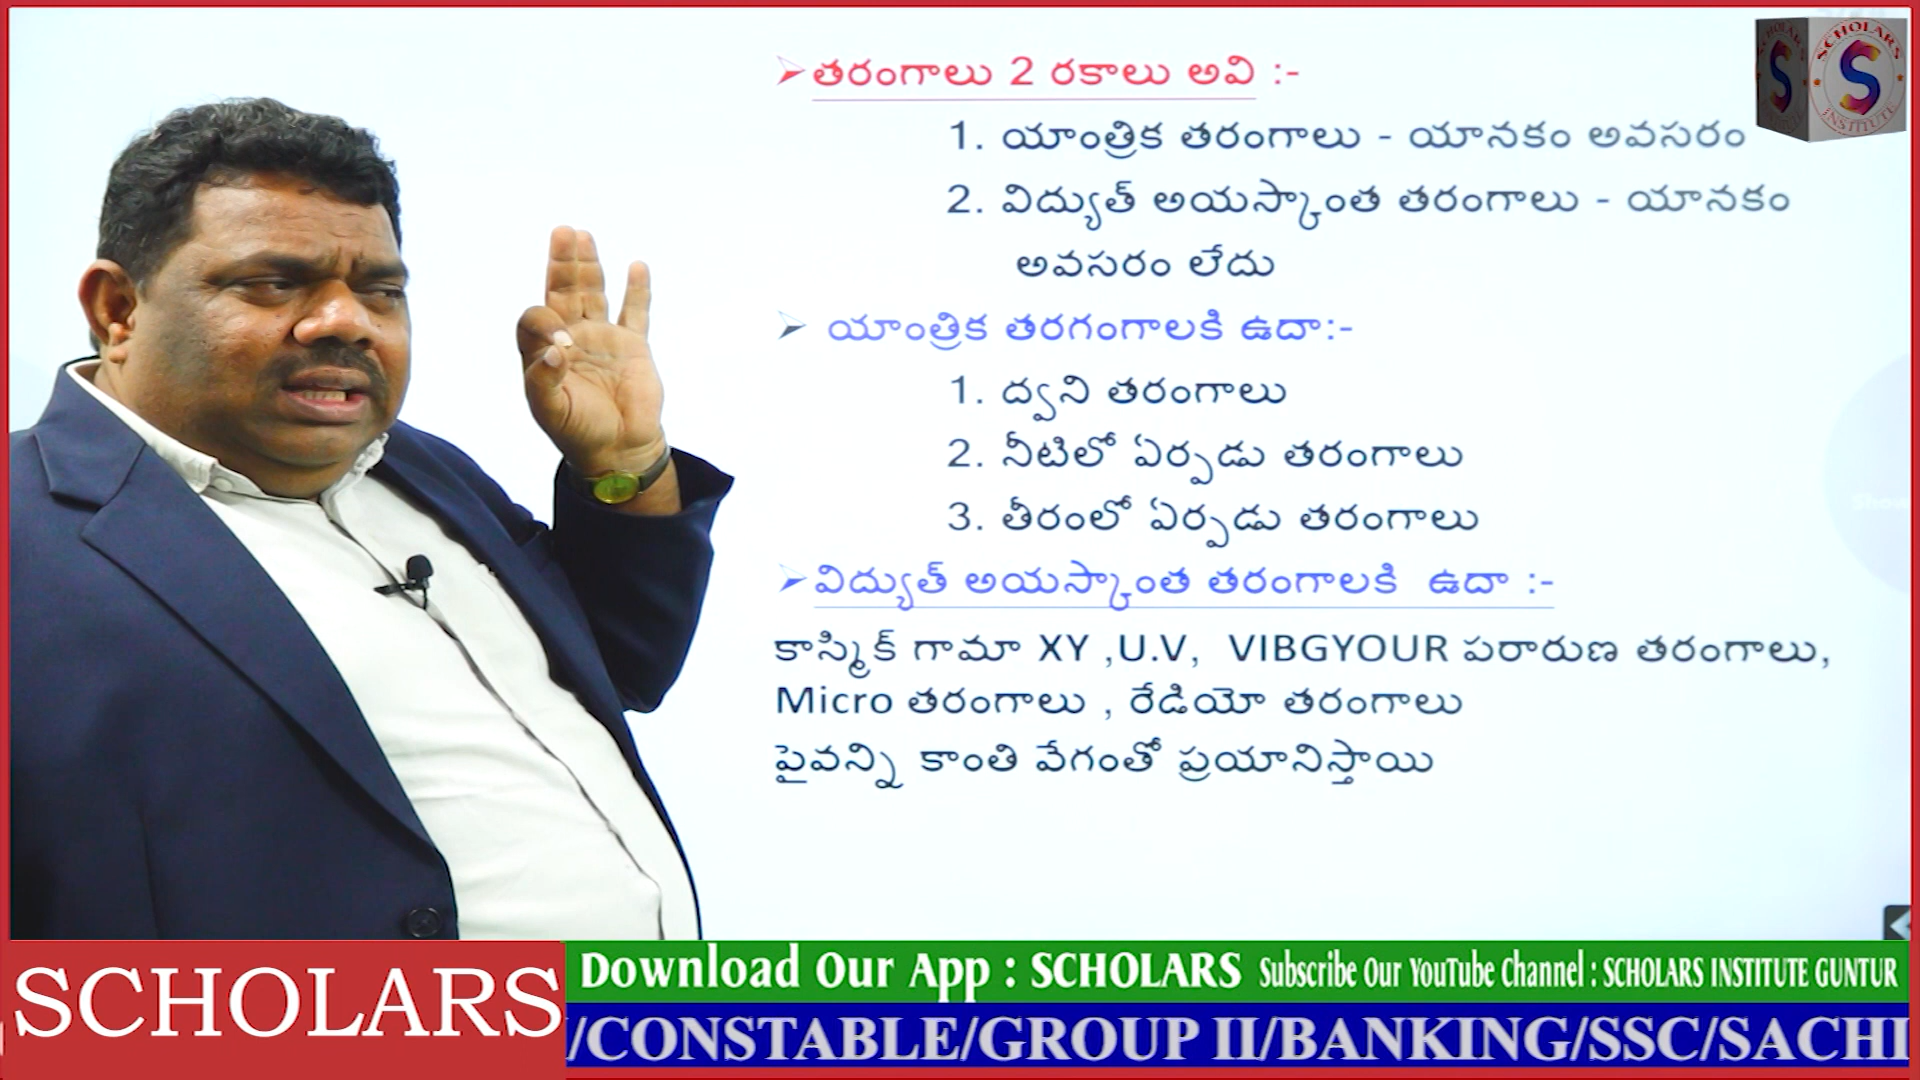 ➢తరంగాలు 2 రకాలు అవి :-
1. యాంత్రిక తరంగాలు - యానకం అవసరం
2. విద్యుత్ అయస్కాంత తరంగాలు - యానకం
అవసరం లేదు
➢ యాంత్రిక తరగంగాలకి ఉదా:-
1. ద్వని తరంగాలు
2. నీటిలో ఏర్పడు తరంగాలు
3. తీరంలో ఏర్పడు తరంగాలు
➢విద్యుత్ అయస్కాంత తరంగాలకి ఉదా :-
కాస్మిక్ గామా XY ,U.V, VIBGYOUR పరారుణ తరంగాలు,
Micro తరంగాలు , రేడియో తరంగాలు
పైవన్ని కాంతి వేగంతో ప్రయానిస్తాయి
SCHOLARS
S
INSTITUTE
SCHOLARS
Download Our App : SCHOLARS Subscribe Our YouTube Channel : SCHOLARS INSTITUTE GUNTUR
/CONSTABLE/GROUP II/BANKING/SSC/SACHI